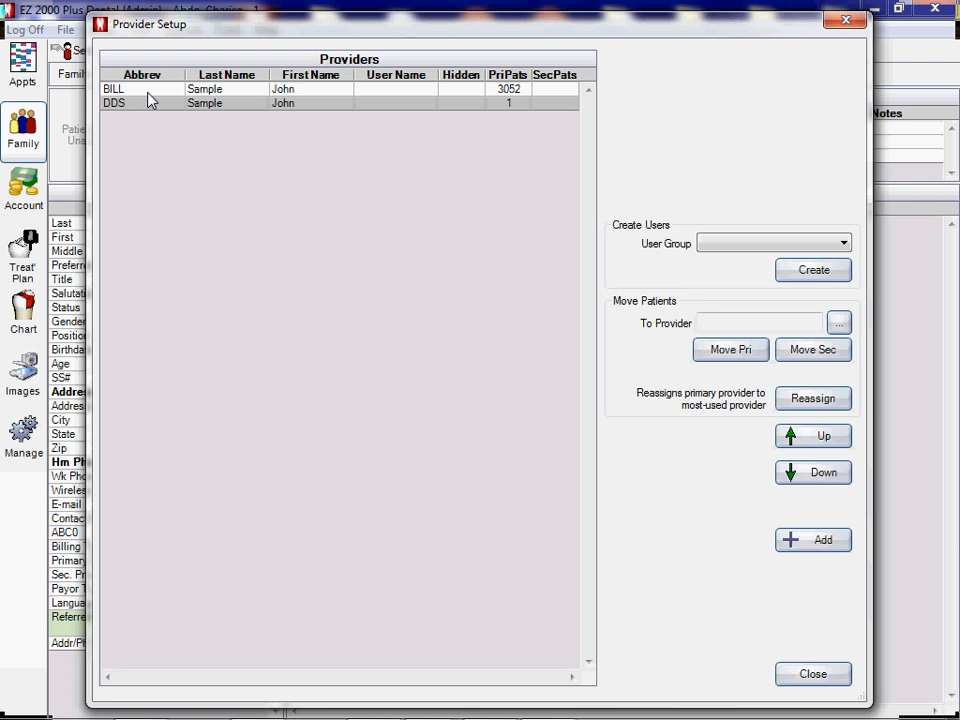 EZ 2000 Plus Dental {Admin} - Abdo, Charisa - 1
Provider Setup
Log Off File
Appts
Family
Account
Treat'
Plan
Chart
Images
Manage
Famil
Patie
Una
Notes
Last
First
Middle
Preferre
Title
Salutati
Status
Gender
Position
Birthda
Age
SS#
Addres
Addres
City
State
Zip
Hm Ph
Wk Pho
Wireles
E-mail
Contac
ABC0
Billing T
Primary
Sec. Pr
Payor T
Langua
Referre
Addr/Ph
Providers
Abbrev Last Name First Name User Name Hidden PriPats SecPats
BILL Sample John 3052
DDS Sample John 1
Create Users
User Group
Create
Move Patients
To Provider ...
Move Pri Move Sec
Reassigns primary provider to
most-used provider
Reassign
Up
Down
Add
Close